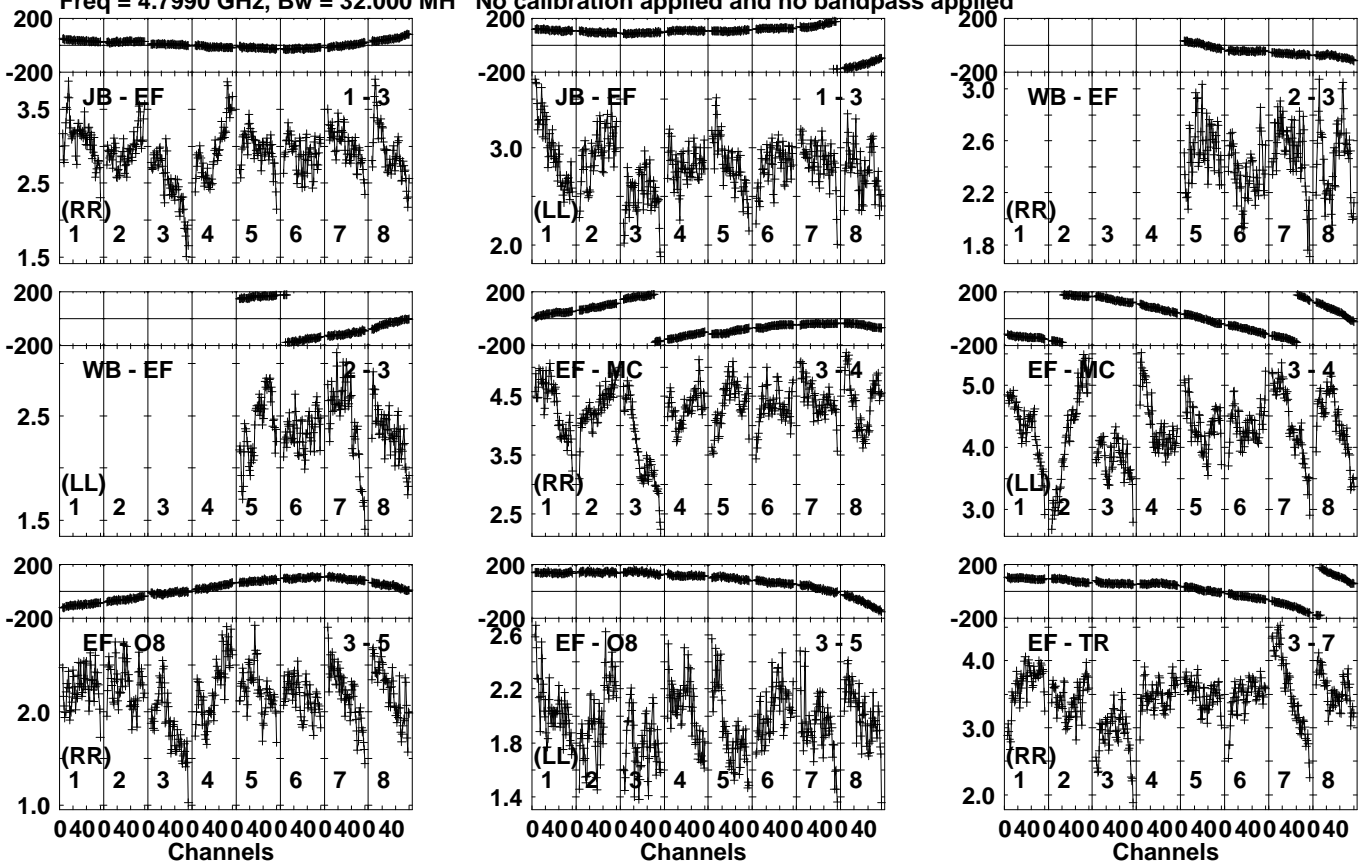 Freq = 4.7990 GHz, Bw = 32.000 MH No calibration applied and no bandpass applied
200 200 200
-200 -200 -200
JB - EF 1 - 3 JB - EF 1 - 3 WB - EF 2 - 3
3.5 3.0
3.0 2.6
2.5 2.2
(RR) (LL) (RR)
1 2 3 4 5 6 7 8 1 2 3 4 5 6 7 8 1 2 3 4 5 6 7 8
1.5 2.0 1.8
200 200 200
-200 -200 -200
WB - EF 2 - 3 EF - MC 3 - 4 EF - MC 3 - 4
2.5 4.5 5.0
3.5 4.0
(LL) (RR) (LL)
1 2 3 4 5 6 7 8 1 2 3 4 5 6 7 8 1 2 3 4 5 6 7 8
1.5 2.5 3.0
200 200 200
-200 -200 -200
EF - O8 3 - 5 EF - O8 3 - 5 EF - TR 3 - 7
2.6 4.0
2.0 2.2 3.0
1.8
(RR) (LL) (RR)
1 2 3 4 5 6 7 8 1 2 3 4 5 6 7 8 1 2 3 4 5 6 7 8
1.0 1.4 2.0
0 40 0 40 0 40 0 40 0 40 0 40 0 40 0 40 0 40 0 40 0 40 0 40 0 40 0 40 0 40 0 40 0 40 0 40 0 40 0 40 0 40 0 40 0 40 0 40
Channels Channels Channels